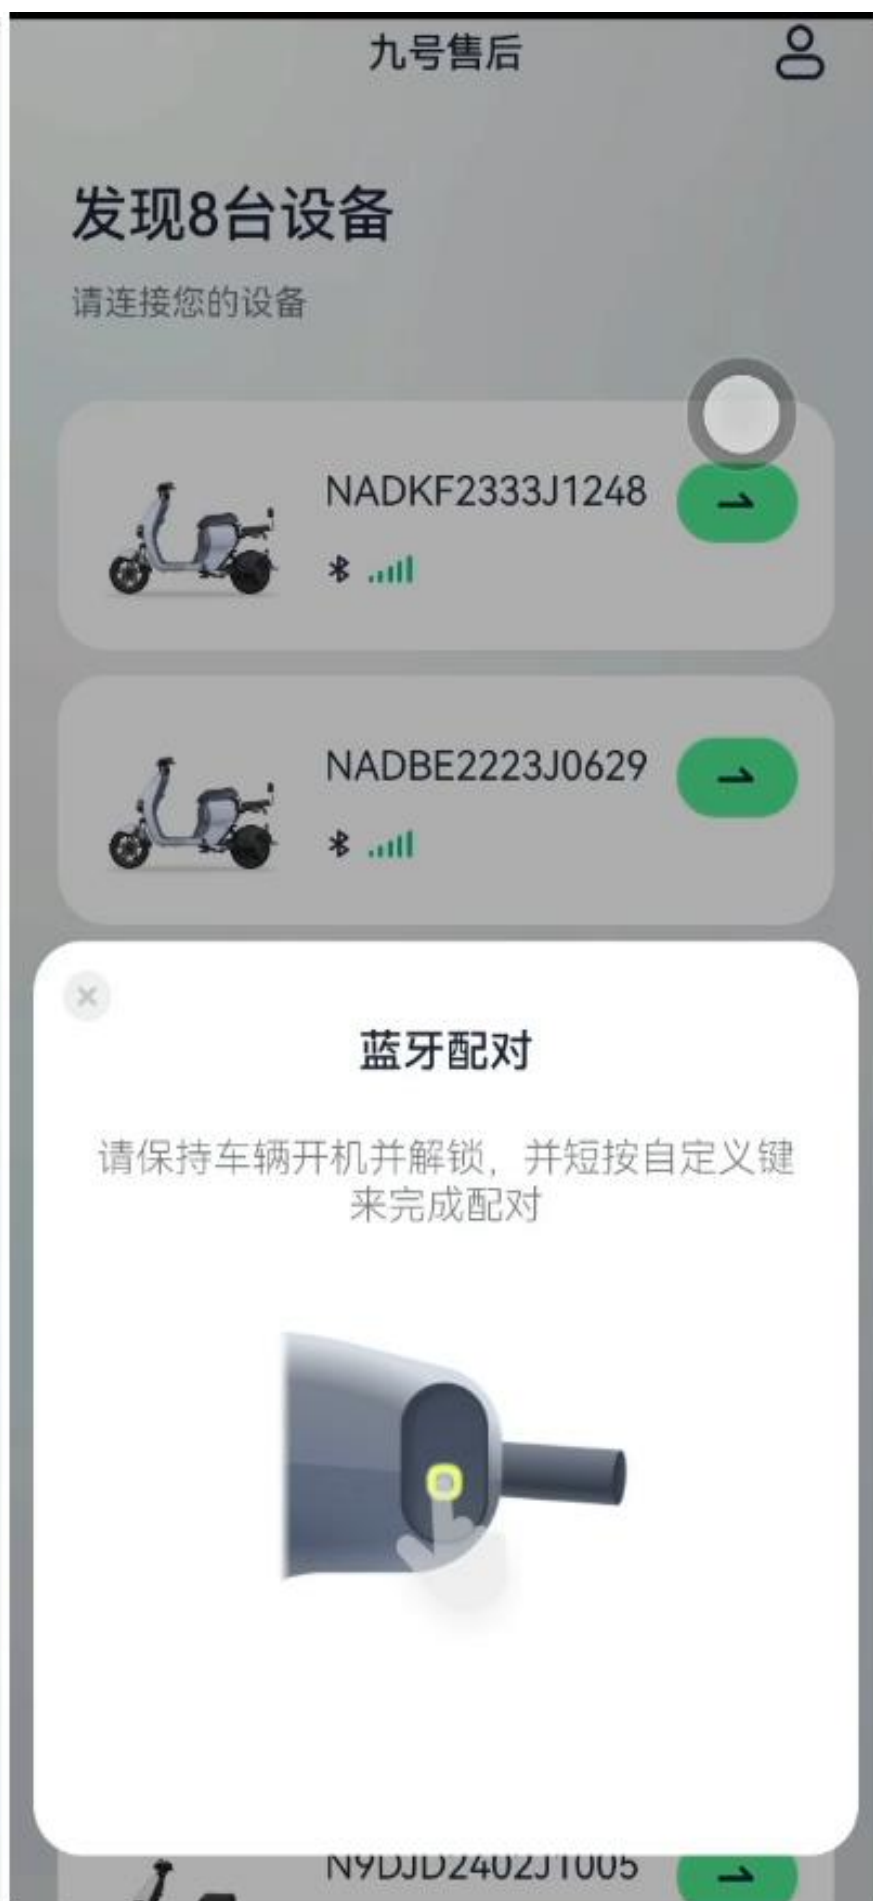 九号售后
发现8台设备
请连接您的设备
NADKF2333J1248
NADBE2223J0629
蓝牙配对
请保持车辆开机并解锁，并短按自定义键
来完成配对
N9DJD2402J1005